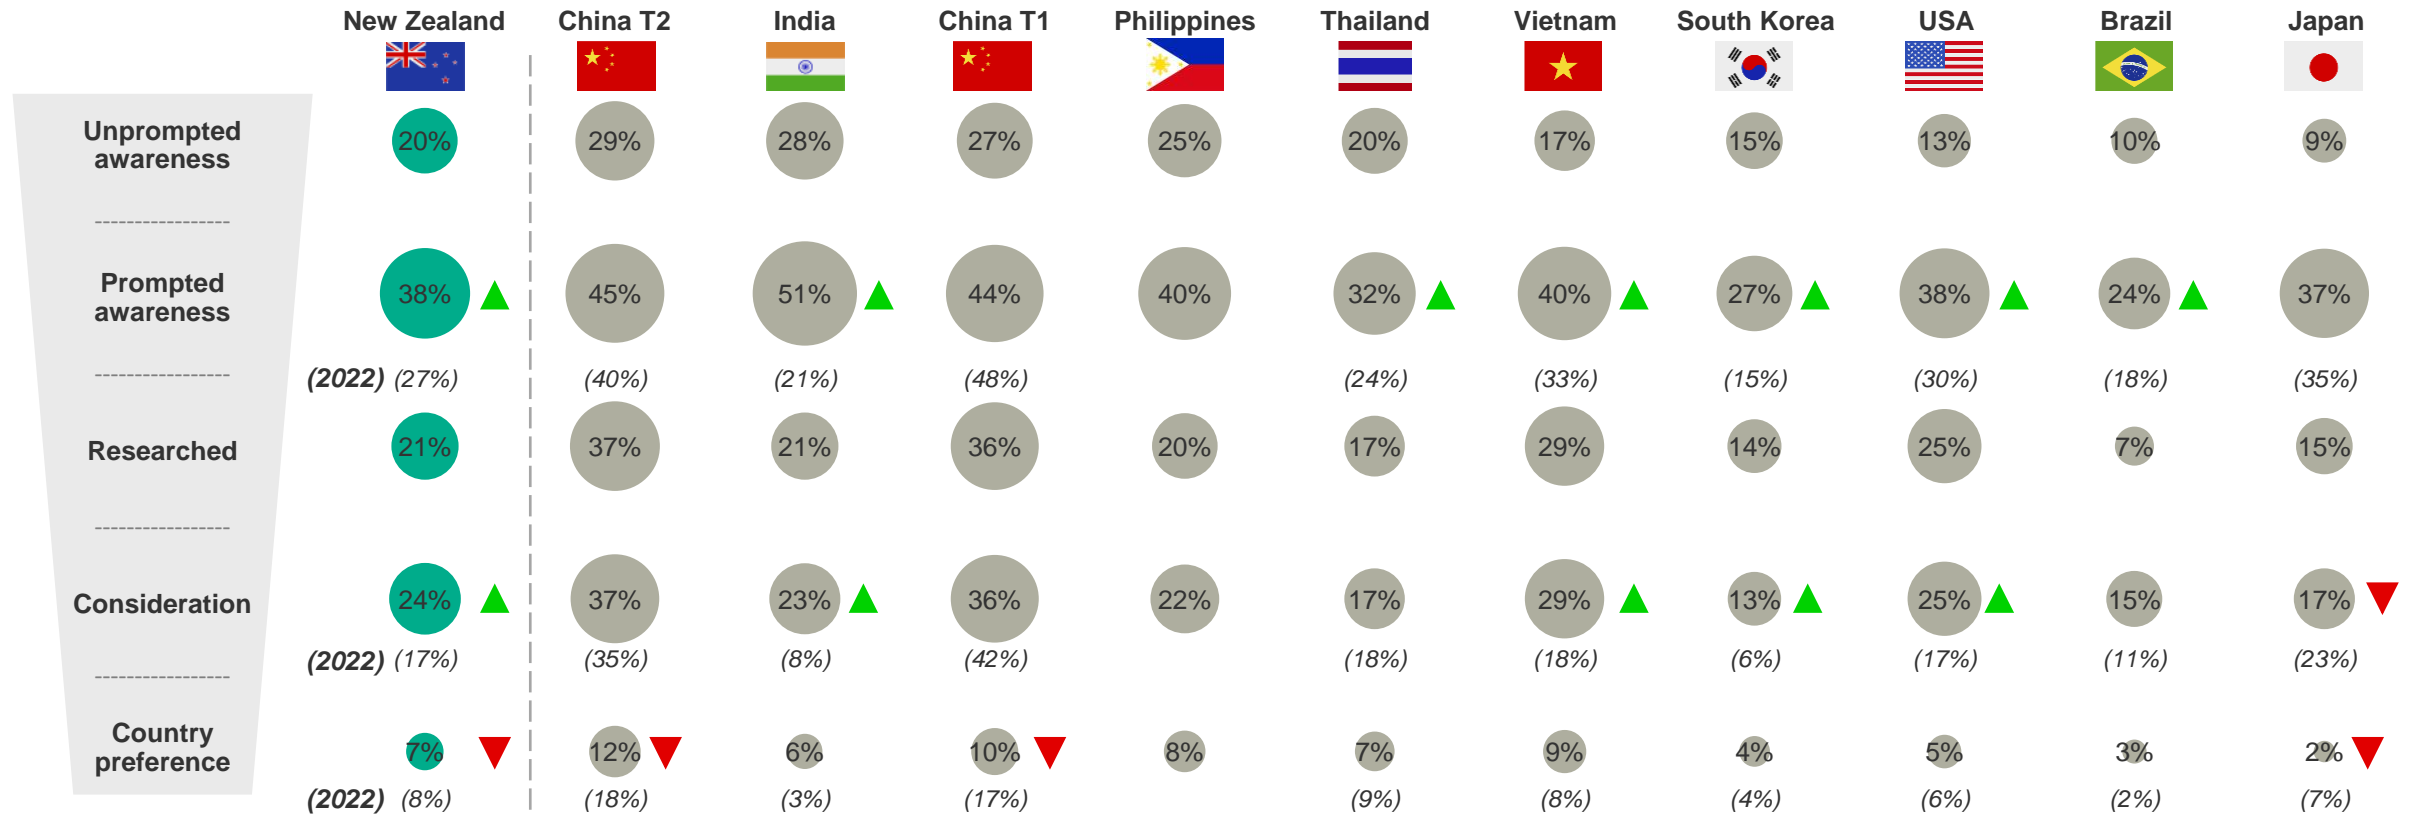 New Zealand China T2 India China T1 Philippines Thailand Vietnam South Korea USA Brazil Japan
Unprompted
awareness
20% 29% 28% 27% 25% 20% 17% 15% 13% 10% 9%
-----------------
Prompted
awareness
38% 45% 51% 44% 40% 32% 40% 27% 38% 24% 37%
-----------------
(2022) (27%) (40%) (21%) (48%) (24%) (33%) (15%) (30%) (18%) (35%)
Researched
21% 37% 21% 36% 20% 17% 29% 14% 25% 7% 15%
-----------------
Consideration
24% 37% 23% 36% 22% 17% 29% 13% 25% 15% 17%
(2022) (17%) (35%) (8%) (42%) (18%) (18%) (6%) (17%) (11%) (23%)
-----------------
Country
preference
7% 12% 6% 10% 8% 7% 9% 4% 5% 3% 2%
(2022) (8%) (18%) (3%) (17%) (9%) (8%) (4%) (6%) (2%) (7%)